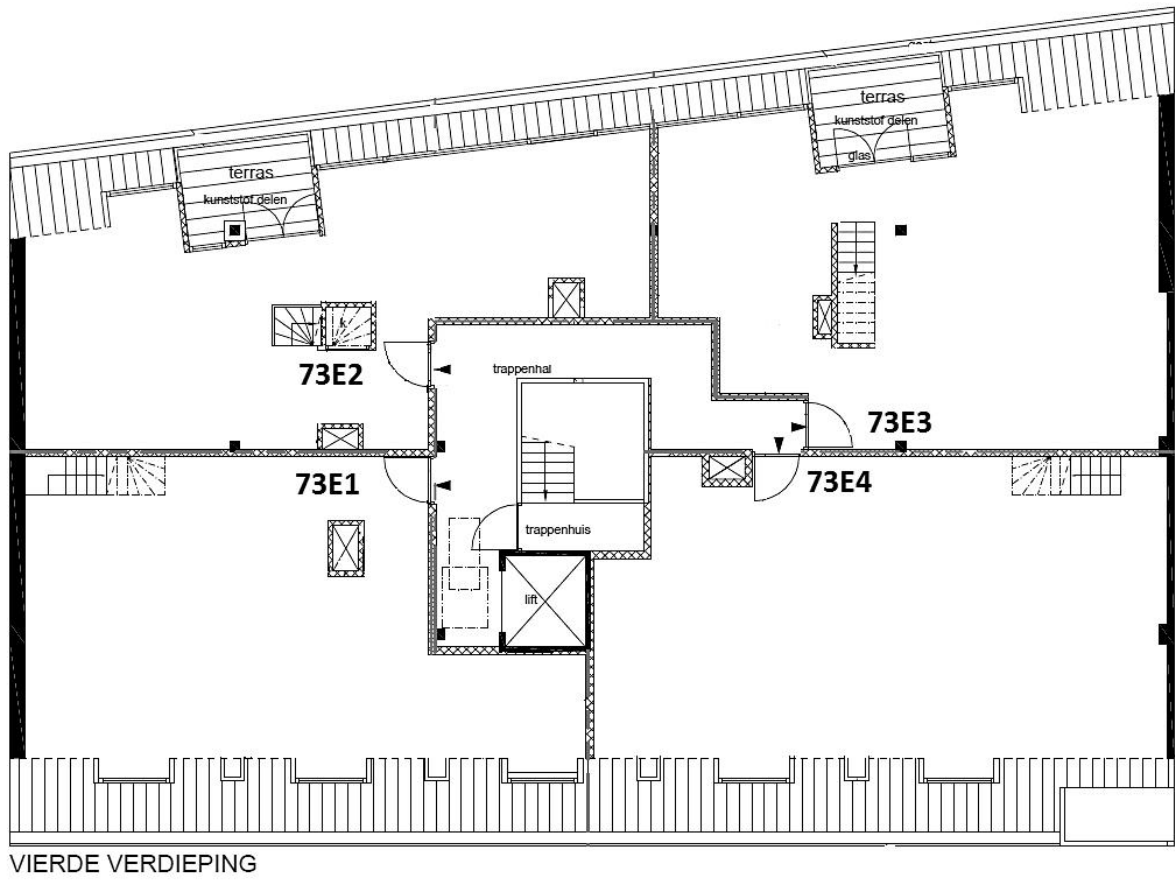 terras
kunststof delen
glas
terras
kunststof delen
73E2
trappenhal
73E3
73E1
73E4
trappenhuis
lift
VIERDE VERDIEPING